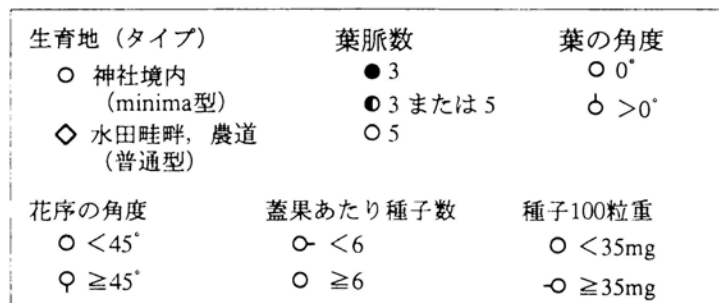 生育地（タイプ） 葉脈数 葉の角度
神社境内 3 0°
（minima型） 3 または 5 >0°
水田畦畔，農道 5
（普通型）
花序の角度 蓋果あたり種子数 種子100粒重
<45° <6 <35mg
≧45° ≧6 ≧35mg